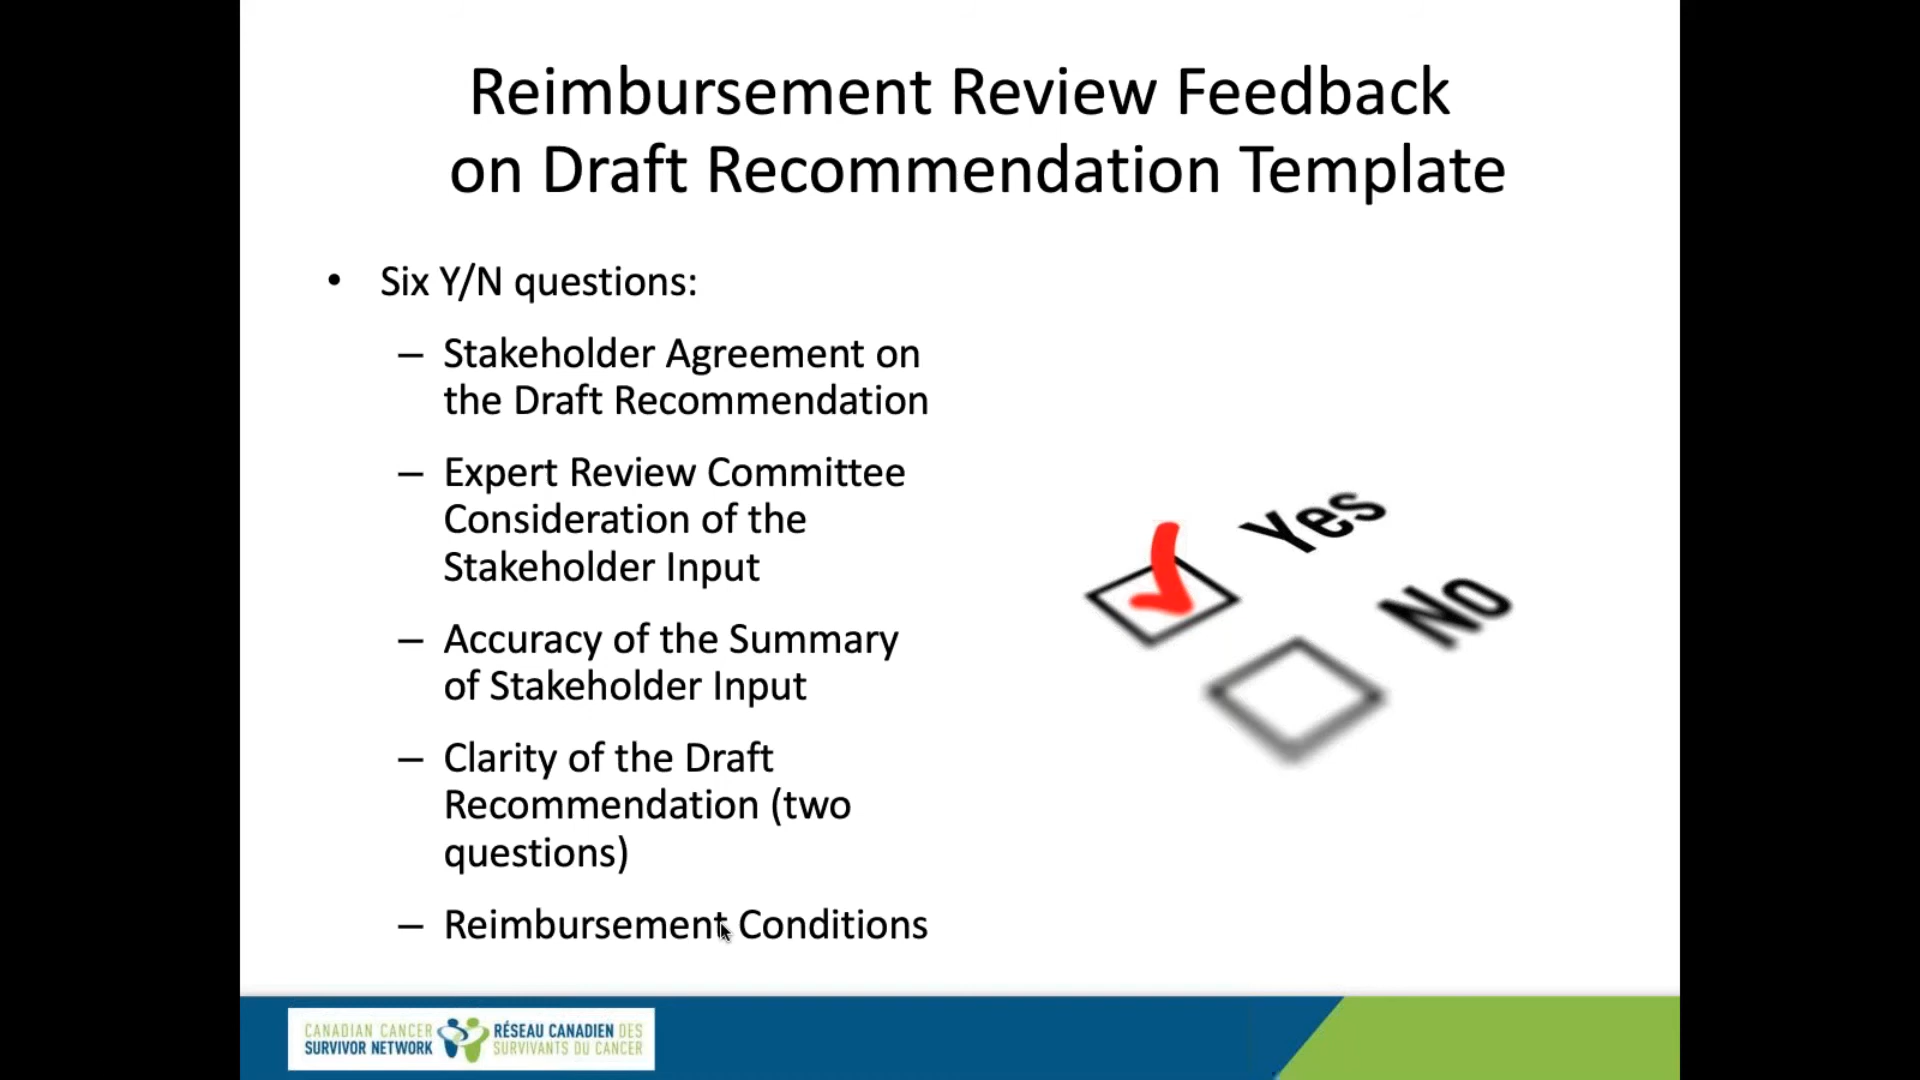 Reimbursement Review Feedback
on Draft Recommendation Template
• Six Y/N questions:
– Stakeholder Agreement on
the Draft Recommendation
– Expert Review Committee
Consideration of the
Stakeholder Input
– Accuracy of the Summary
of Stakeholder Input
– Clarity of the Draft
Recommendation (two
questions)
– Reimbursement Conditions
Yes
No
CANADIAN CANCER
SURVIVOR NETWORK
RÉSEAU CANADIEN DES
SURVIVANTS DU CANCER